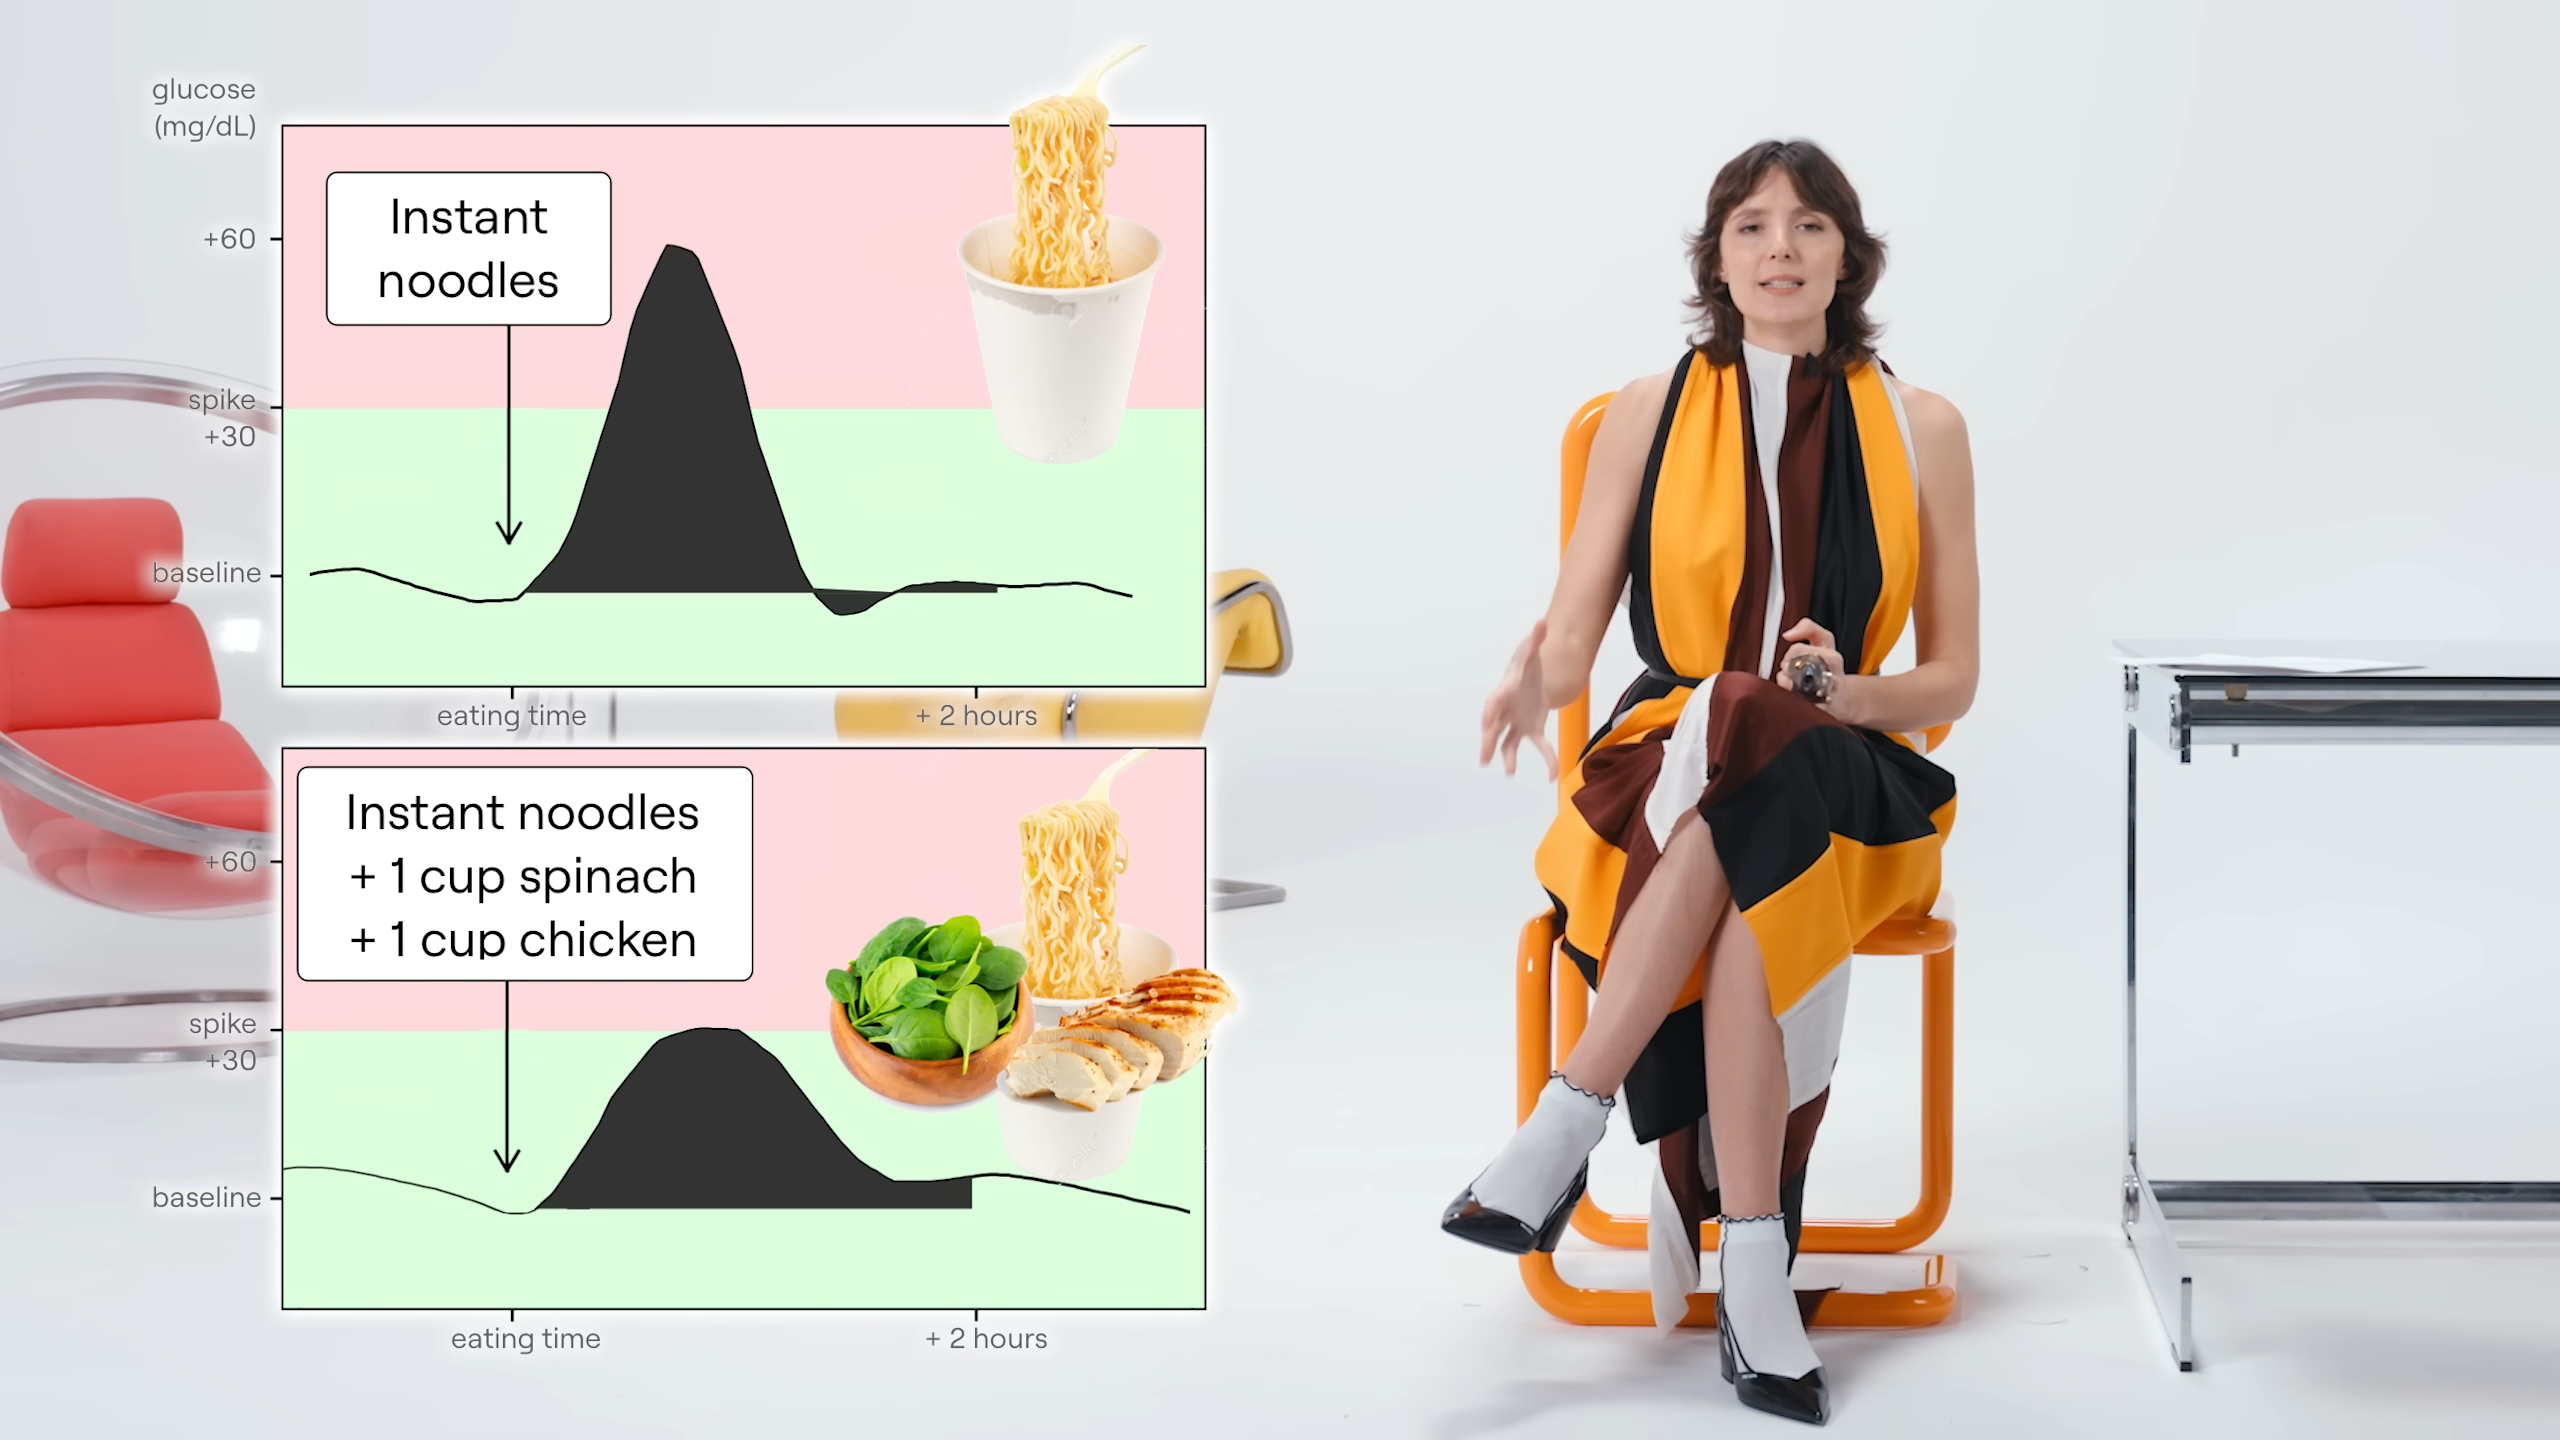 glucose
(mg/dL)
Instant
noodles
+60
spike
+30
baseline
eating time
+ 2 hours
Instant noodles
+ 1 cup spinach
+ 1 cup chicken
+60
spike
+30
baseline
eating time
+ 2 hours